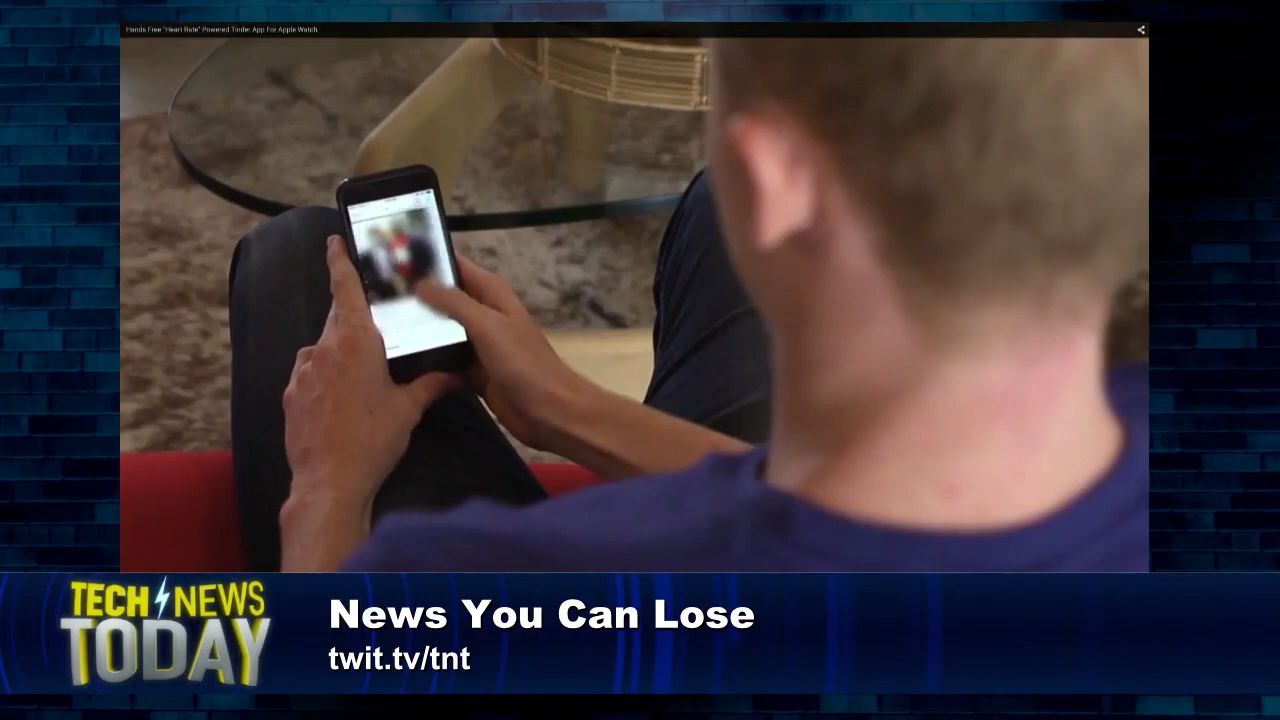 Hands Free "Heart Rate" Powered Tinder App For Apple Watch
TECH NEWS
TODAY
News You Can Lose
twit.tv/tnt